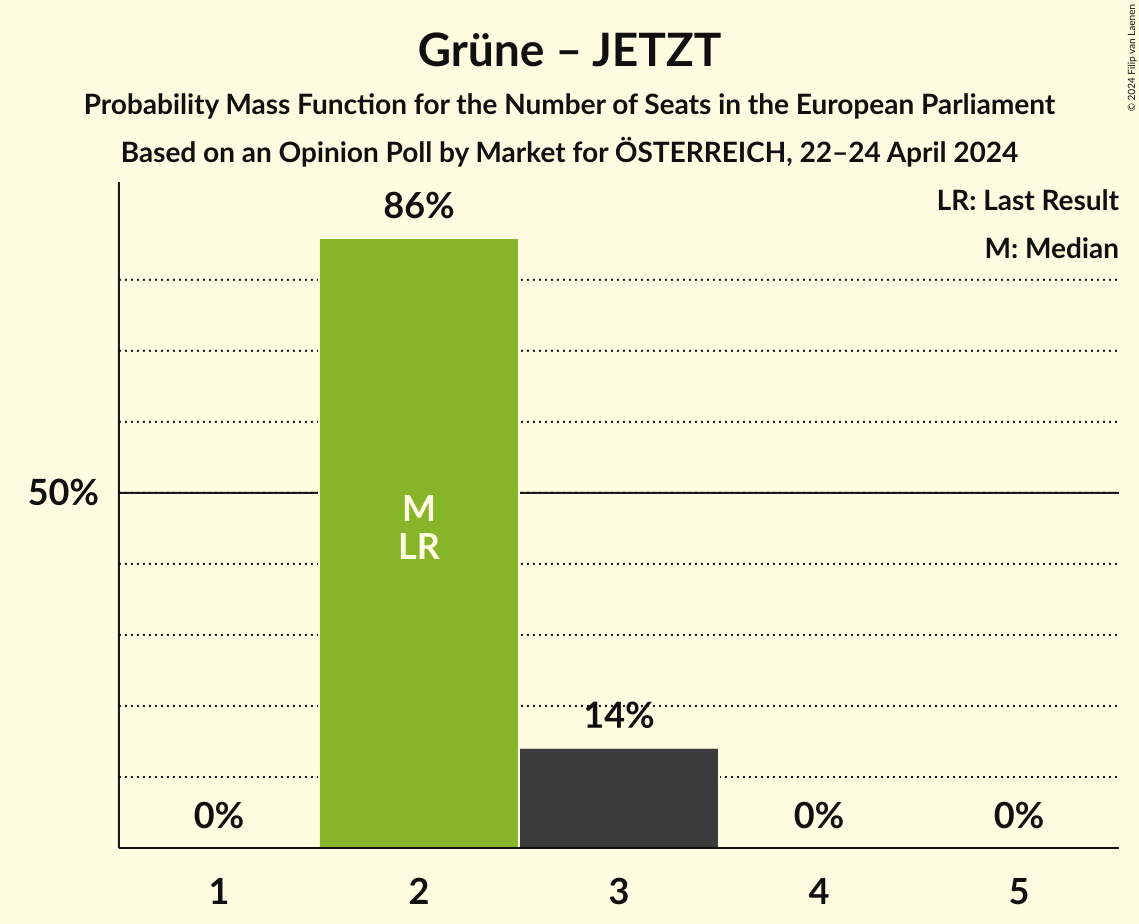 Grüne – JETZT
Probability Mass Function for the Number of Seats in the European Parliament
Based on an Opinion Poll by Market for ÖSTERREICH, 22–24 April 2024
© 2024 Filip van Laenen
LR: Last Result
M: Median
86%
50%
M
LR
14%
0%
0%
0%
1
2
3
4
5